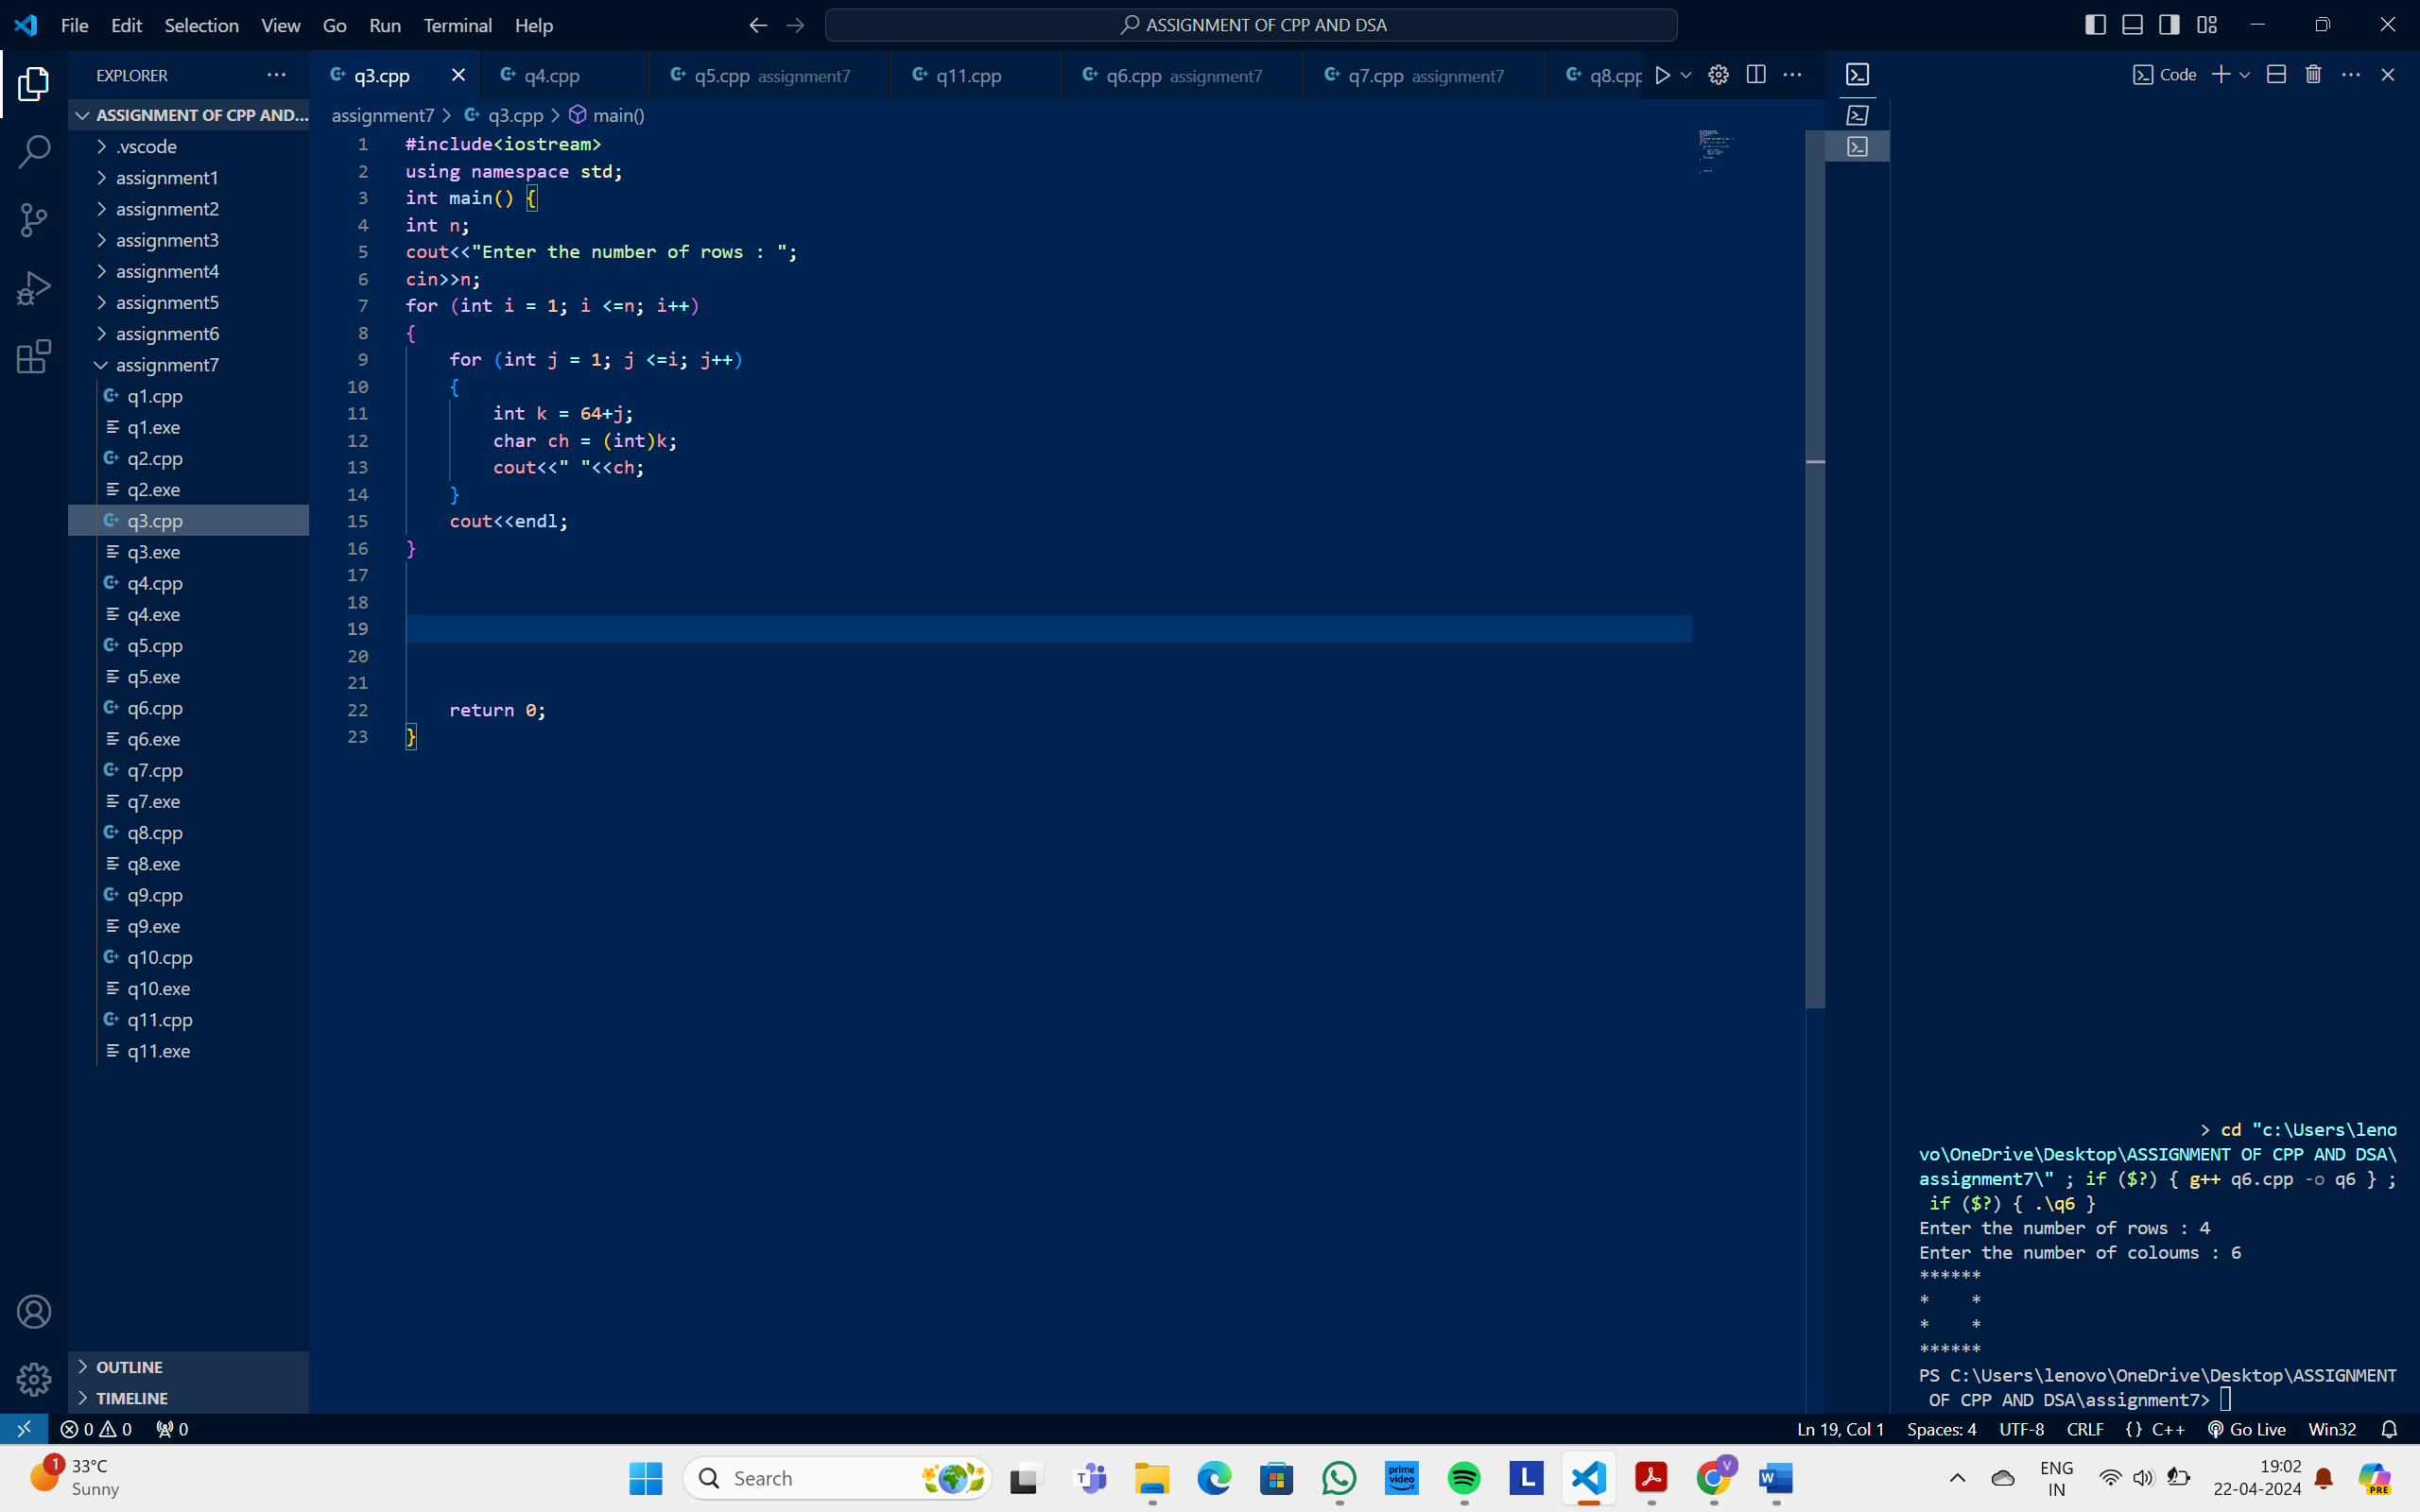 File Edit Selection View Go Run Terminal Help
ASSIGNMENT OF CPP AND DSA
EXPLORER
ASSIGNMENT OF CPP AND...
.vscode
assignment1
assignment2
assignment3
assignment4
assignment5
assignment6
assignment7
q1.cpp
q1.exe
q2.cpp
q2.exe
q3.cpp
q3.exe
q4.cpp
q4.exe
q5.cpp
q5.exe
q6.cpp
q6.exe
q7.cpp
q7.exe
q8.cpp
q8.exe
q9.cpp
q9.exe
q10.cpp
q10.exe
q11.cpp
q11.exe
OUTLINE
TIMELINE
q3.cpp q4.cpp q5.cpp assignment7 q11.cpp q6.cpp assignment7 q7.cpp assignment7 q8.cpp
assignment7 > q3.cpp > main()
1 #include<iostream>
2 using namespace std;
3 int main() {
4 int n;
5 cout<<"Enter the number of rows : ";
6 cin>>n;
7 for (int i = 1; i <=n; i++)
8 {
9 for (int j = 1; j <=i; j++)
10 {
11 int k = 64+j;
12 char ch = (int)k;
13 cout<<" "<<ch;
14 }
15 cout<<endl;
16 }
17
18
19
20
21
22 return 0;
23 }
Code
> cd "c:\Users\leno
vo\OneDrive\Desktop\ASSIGNMENT OF CPP AND DSA\
assignment7\" ; if ($?) { g++ q6.cpp -o q6 } ;
if ($?) { .\q6 }
Enter the number of rows : 4
Enter the number of coloums : 6
******
*    *
*    *
******
PS C:\Users\lenovo\OneDrive\Desktop\ASSIGNMENT
OF CPP AND DSA\assignment7>
0 0 0
Ln 19, Col 1 Spaces: 4 UTF-8 CRLF {} C++ Go Live Win32
1
33°C
Sunny
Search
prime video
L
V
W
ENG
IN
19:02
22-04-2024
PRE